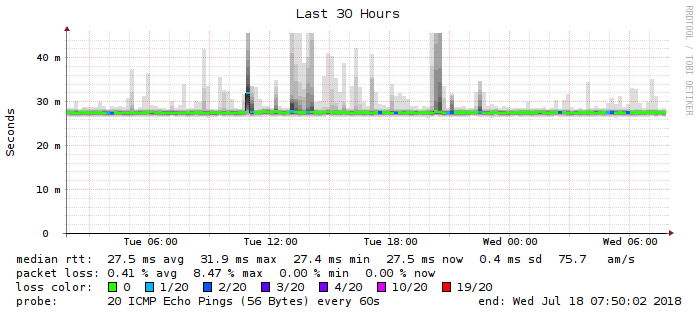 Last 30 Hours
RRDTOOL / TOBI OETIKER
Seconds
40 m
30 m
20 m
10 m
0
Tue 06:00 Tue 12:00 Tue 18:00 Wed 00:00 Wed 06:00
median rtt: 27.5 ms avg 31.9 ms max 27.4 ms min 27.5 ms now 0.4 ms sd 75.7 am/s
packet loss: 0.41 % avg 8.47 % max 0.00 % min 0.00 % now
loss color: 0 1/20 2/20 3/20 4/20 10/20 19/20
probe: 20 ICMP Echo Pings (56 Bytes) every 60s end: Wed Jul 18 07:50:02 2018